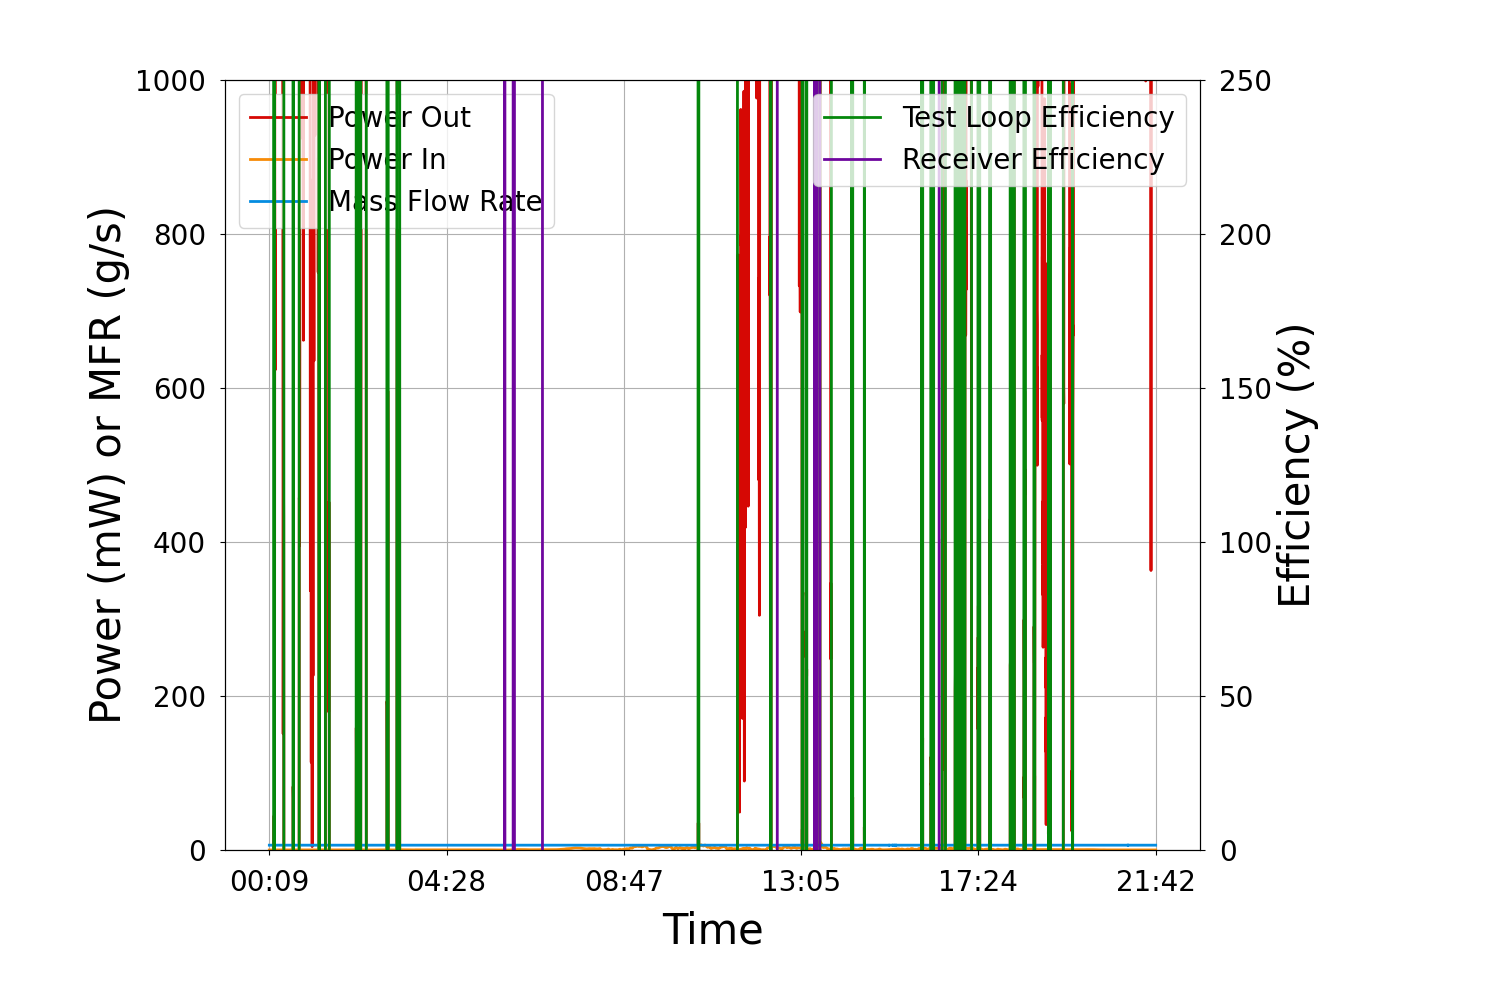 Power (mW) or MFR (g/s)
1000
800
600
400
200
0
Power Out
Power In
Mass Flow Rate
Test Loop Efficiency
Receiver Efficiency
250
200
150
100
50
0
Efficiency (%)
00:09 04:28 08:47 13:05 17:24 21:42
Time